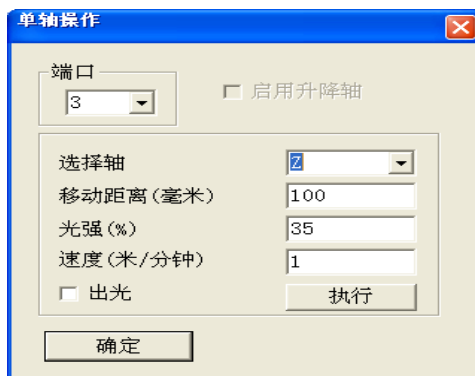 单轴操作
端口
3
启用升降轴
选择轴 Z
移动距离(毫米) 100
光强(%) 35
速度(米/分钟) 1
出光 执行
确定